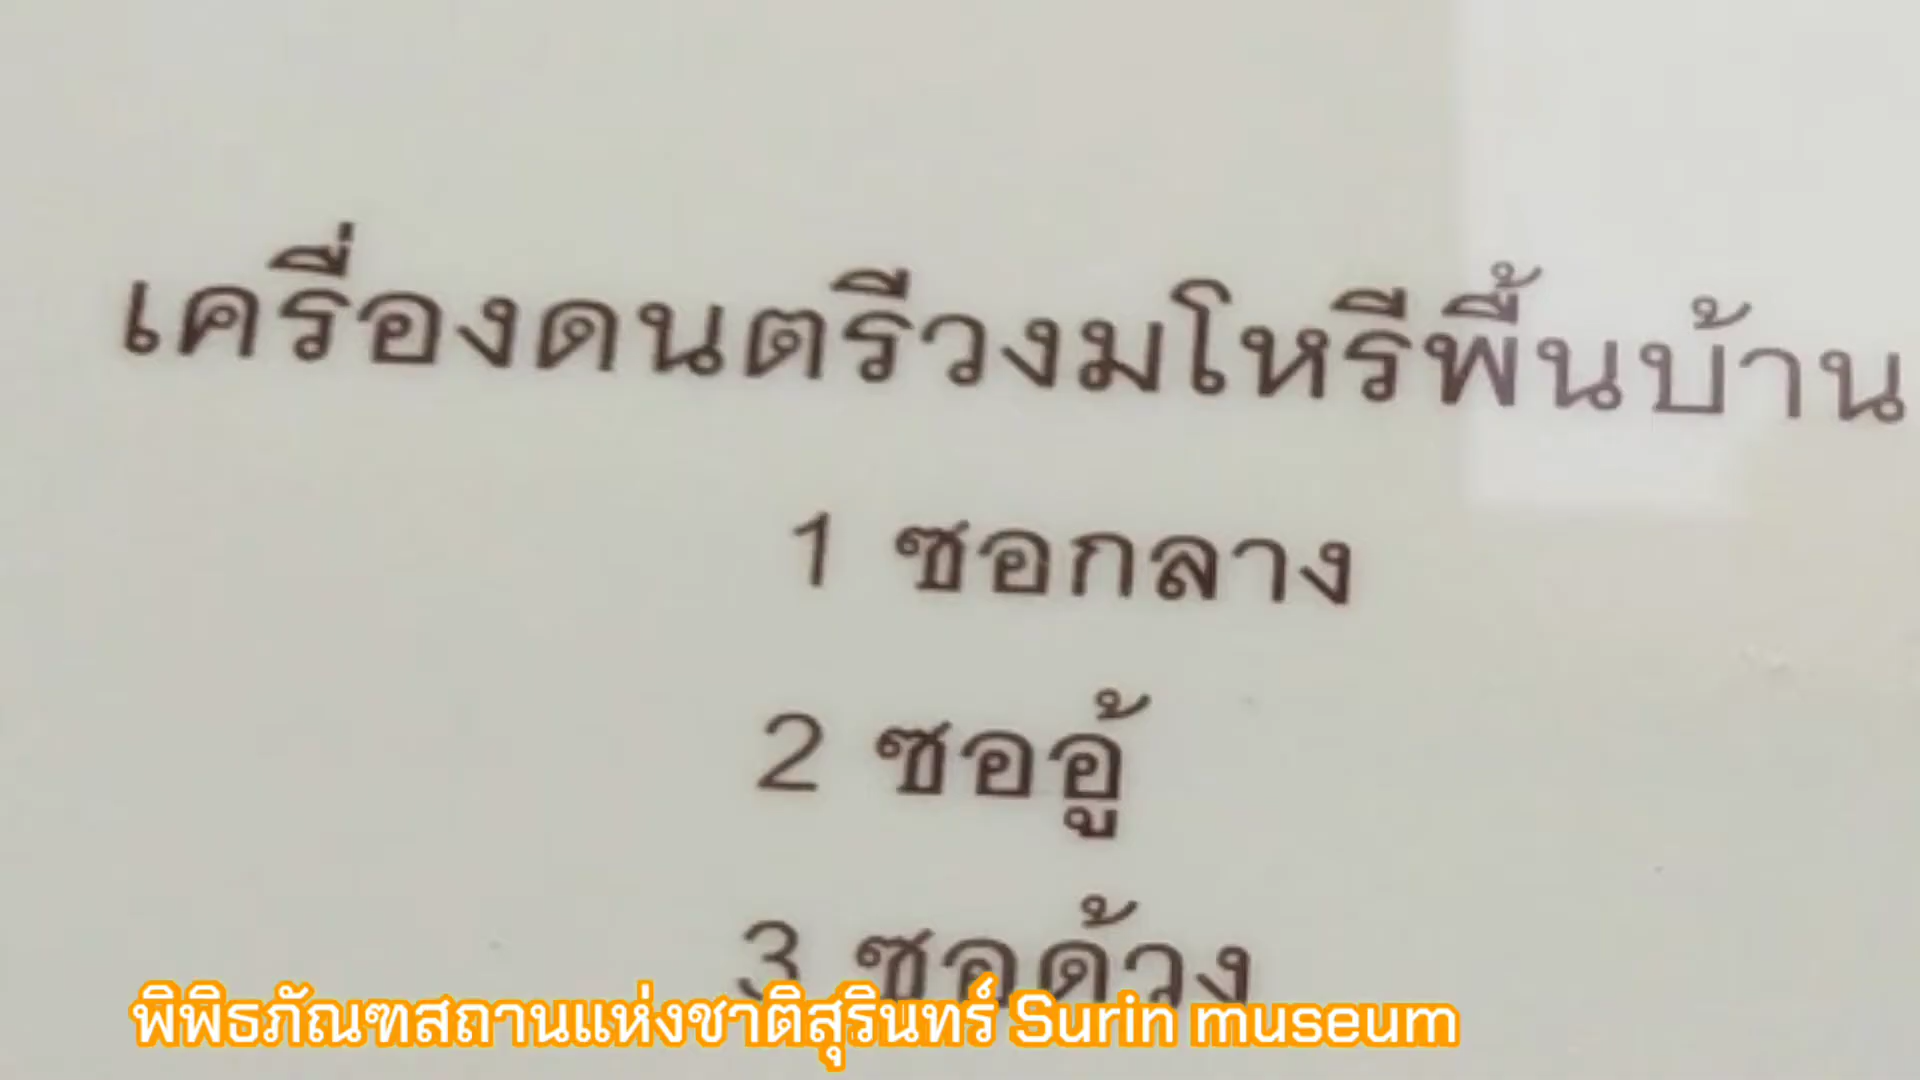 เครื่องดนตรีวงมโหรีพื้นบ้าน
1 ซอกลาง
2 ซออู้
3 ซอด้วง
พิพิธภัณฑสถานแห่งชาติสุรินทร์ Surin museum